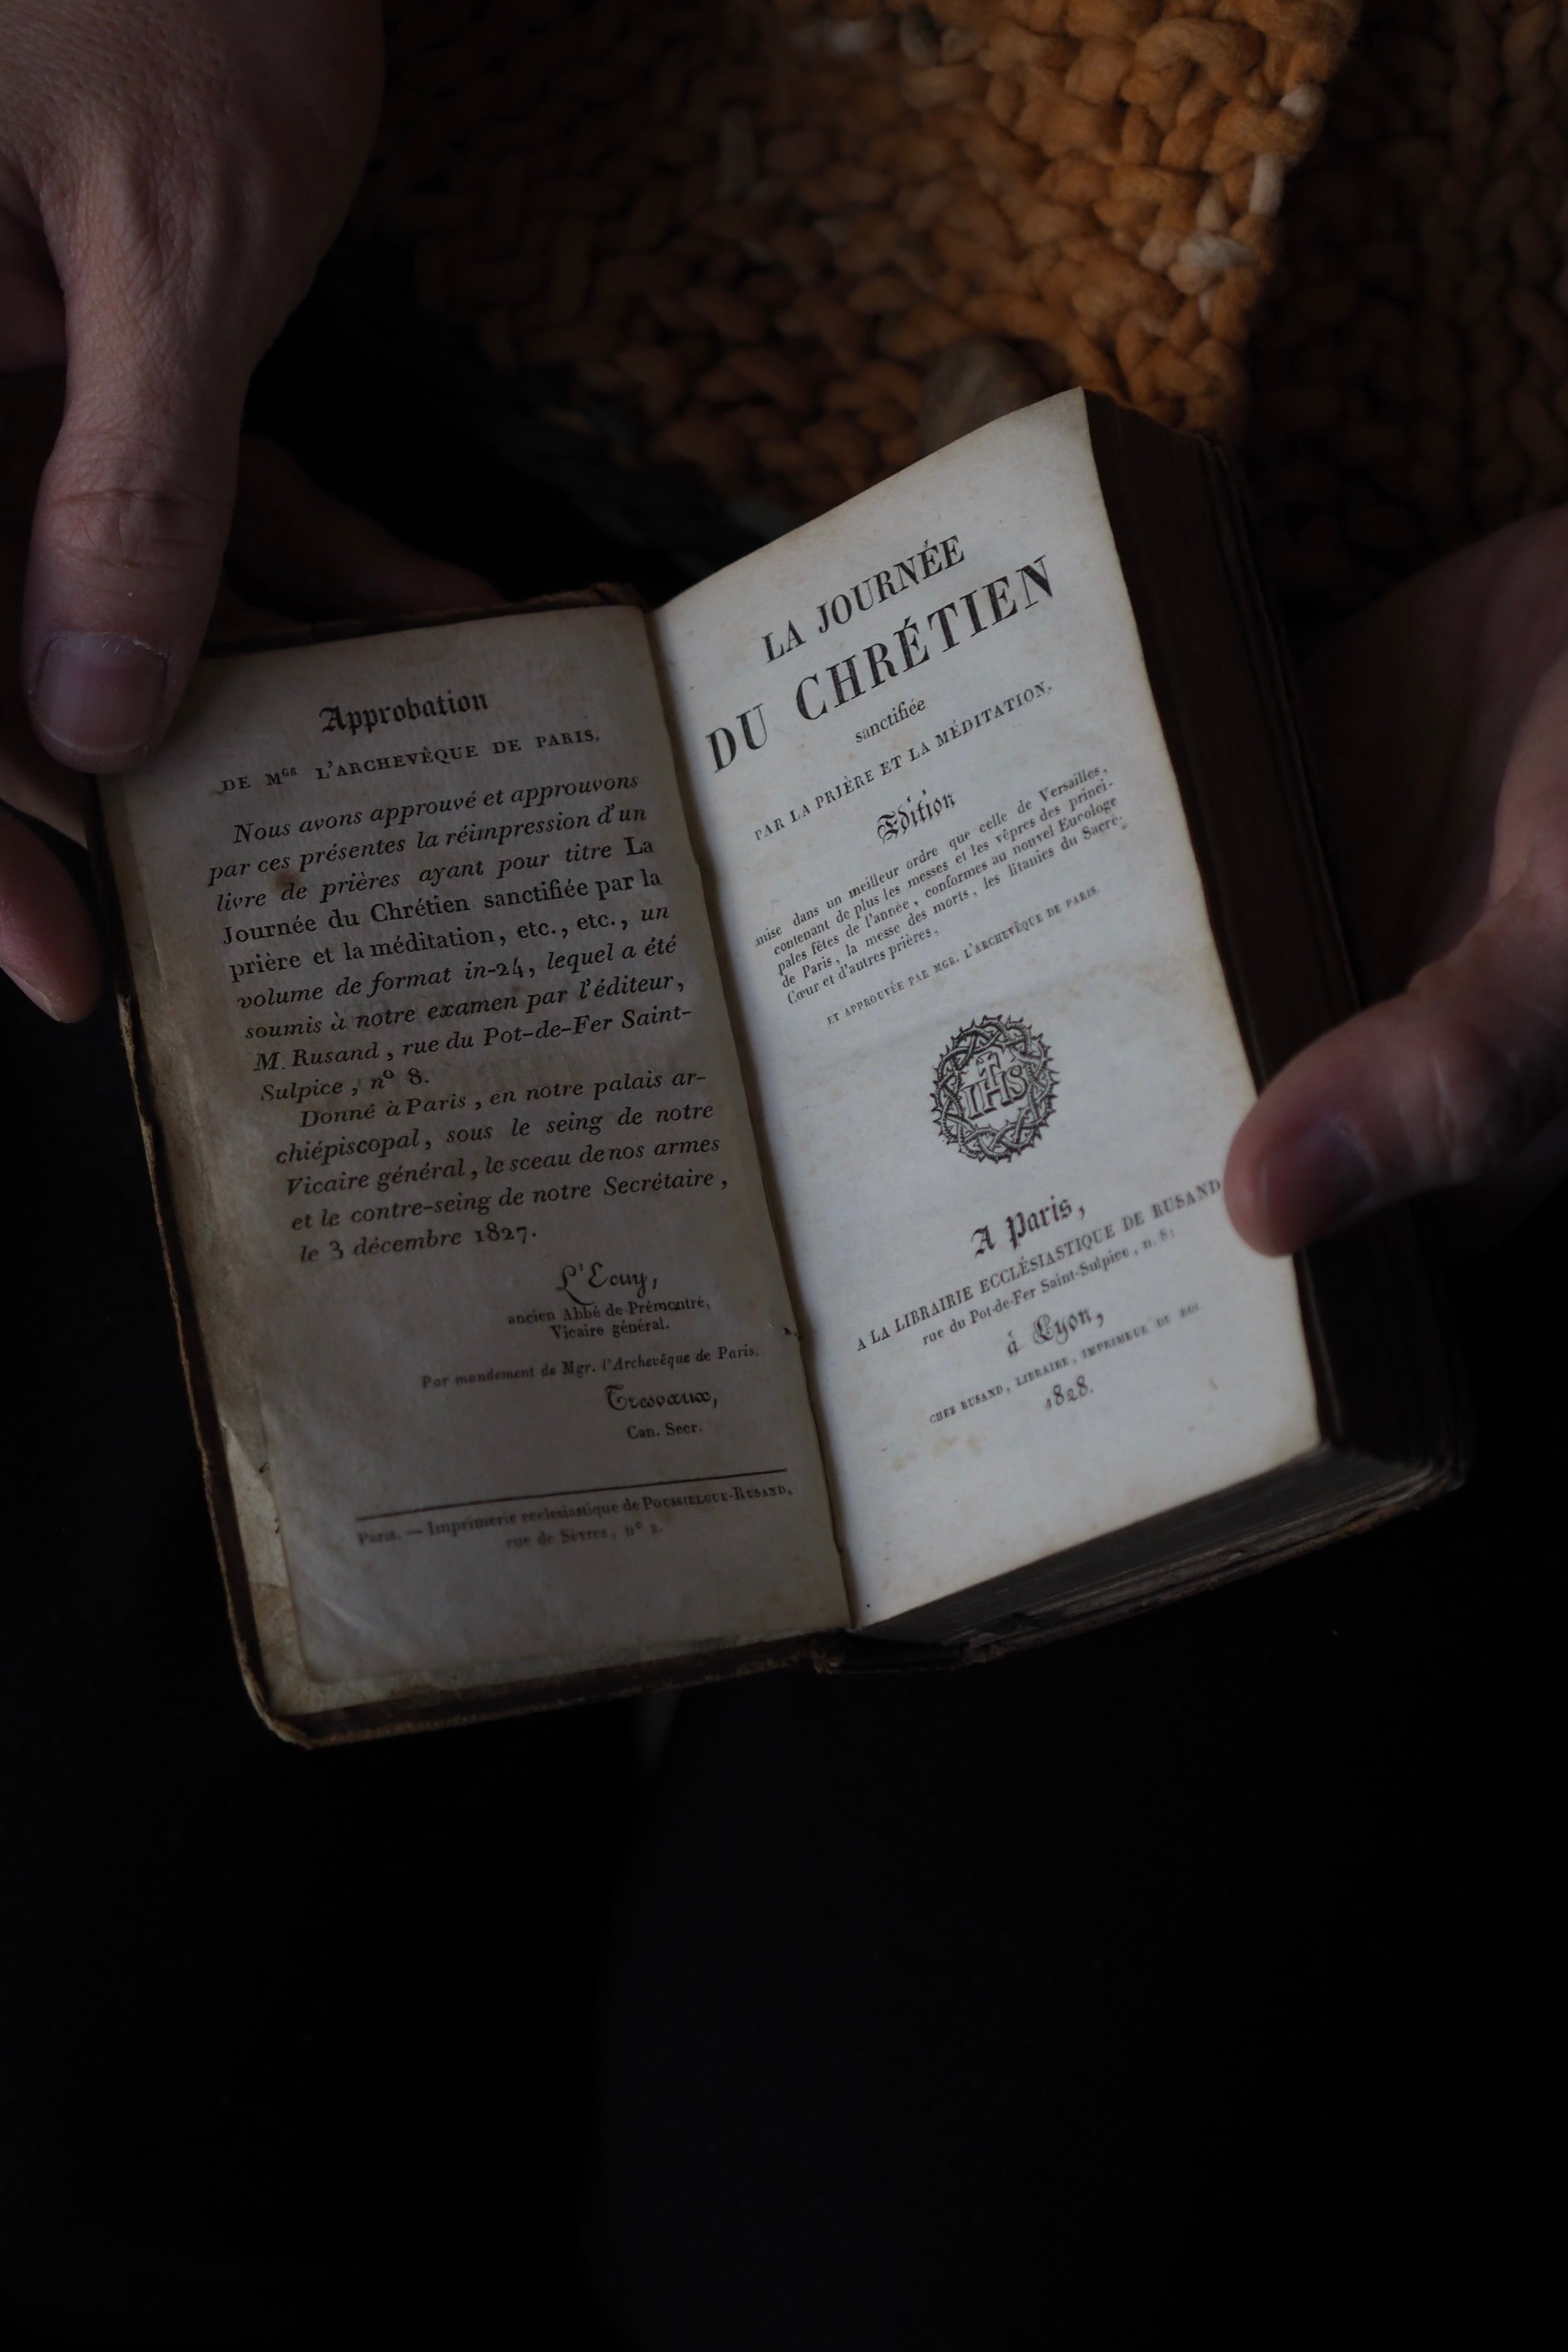 Approbation
DE MGR L'ARCHEVÊQUE DE PARIS.
Nous avons approuvé et approuvons
par ces présentes la réimpression d'un
livre de prières ayant pour titre La
Journée du Chrétien sanctifiée par la
prière et la méditation, etc., etc., un
volume de format in-24, lequel a été
soumis à notre examen par l'éditeur,
M. Rusand, rue du Pot-de-Fer Saint-
Sulpice, nº 8.
Donné à Paris, en notre palais ar-
chiépiscopal, sous le seing de notre
Vicaire général, le sceau de nos armes
et le contre-seing de notre Secrétaire,
le 3 décembre 1827.
L'Ecuy,
ancien Abbé de Prémontré,
Vicaire général.
Par mandement de Mgr. l'Archevêque de Paris.
Tresvaux,
Can. Secr.
Paris. — Imprimerie ecclesiastique de POUSSIELGUE-RUSAND,
rue de Sèvres, nº 2.
LA JOURNÉE
DU CHRÉTIEN
sanctifiée
PAR LA PRIÈRE ET LA MÉDITATION.
Edition
mise dans un meilleur ordre que celle de Versailles,
contenant de plus les messes et les vêpres des princi-
pales fêtes de l'année, conformes au nouvel Eucologe
de Paris, la messe des morts, les litanies du Sacré-
Cœur et d'autres prières,
ET APPROUVÉE PAR MGR. L'ARCHEVÊQUE DE PARIS.
IHS
A Paris,
A LA LIBRAIRIE ECCLÉSIASTIQUE DE RUSAND
rue du Pot-de-Fer Saint-Sulpice, n. 8;
à Lyon,
CHEZ RUSAND, LIBRAIRE, IMPRIMEUR DU ROI.
1828.